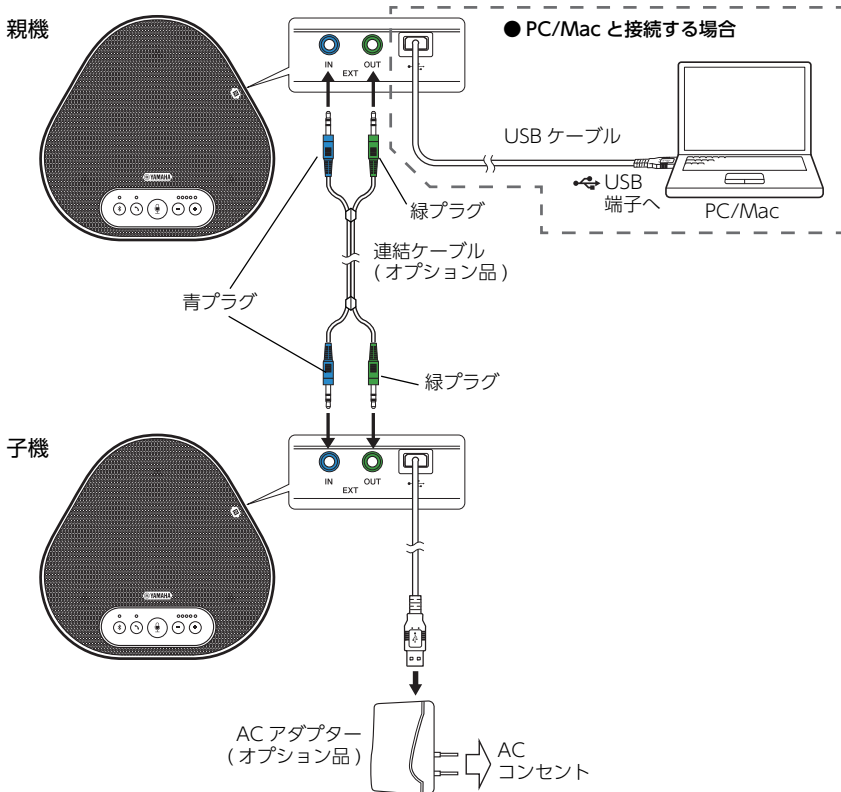 親機
YAMAHA
IN
OUT
EXT
● PC/Mac と接続する場合
USB ケーブル
USB
端子へ
PC/Mac
緑プラグ
連結ケーブル
( オプション品 )
青プラグ
緑プラグ
子機
YAMAHA
IN
OUT
EXT
AC アダプター
( オプション品 )
AC
コンセント